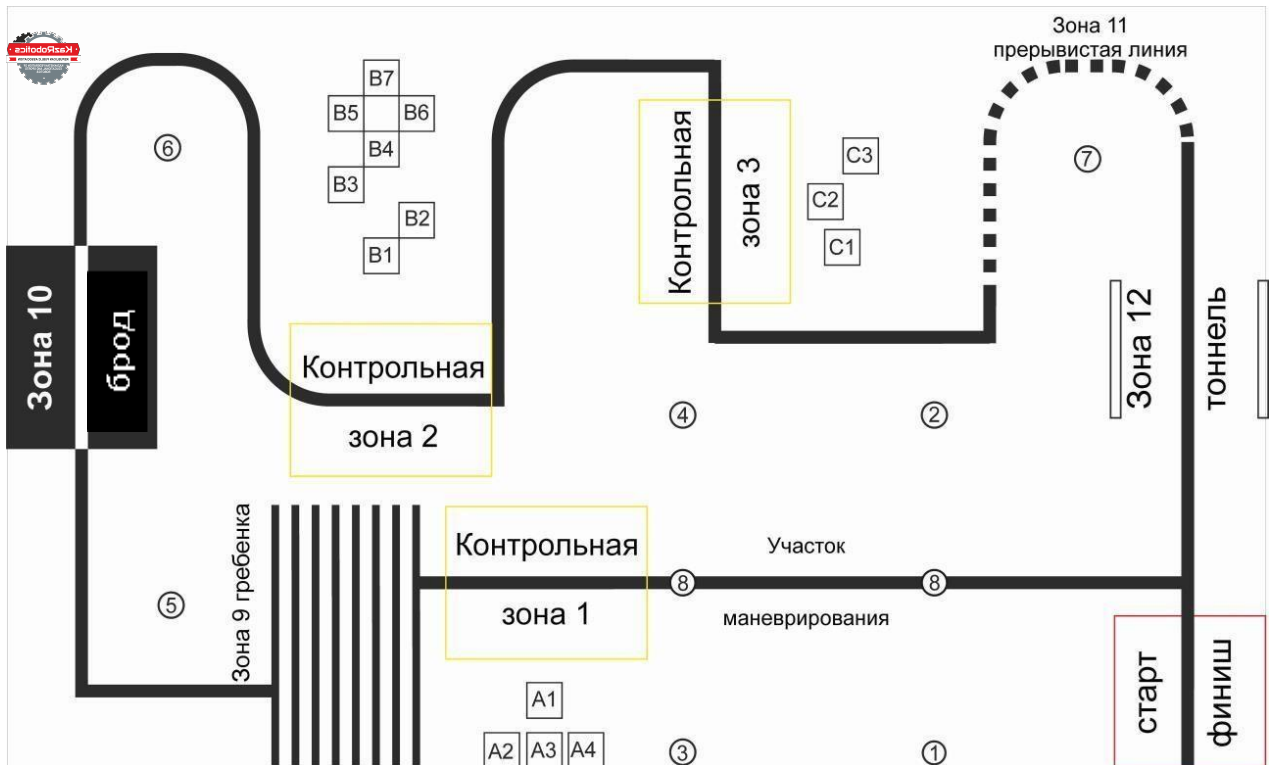 KazRobotics
Зона 11
прерывистая линия
B7
B5
B6
B4
B3
B2
B1
6
Контрольная
зона 3
C3
C2
C1
7
Зона 10
брод
Контрольная
зона 2
4
2
Зона 12
тоннель
Зона 9 гребенка
5
Контрольная
зона 1
Участок
8
8
маневрирования
старт
финиш
A1
A2
A3
A4
3
1